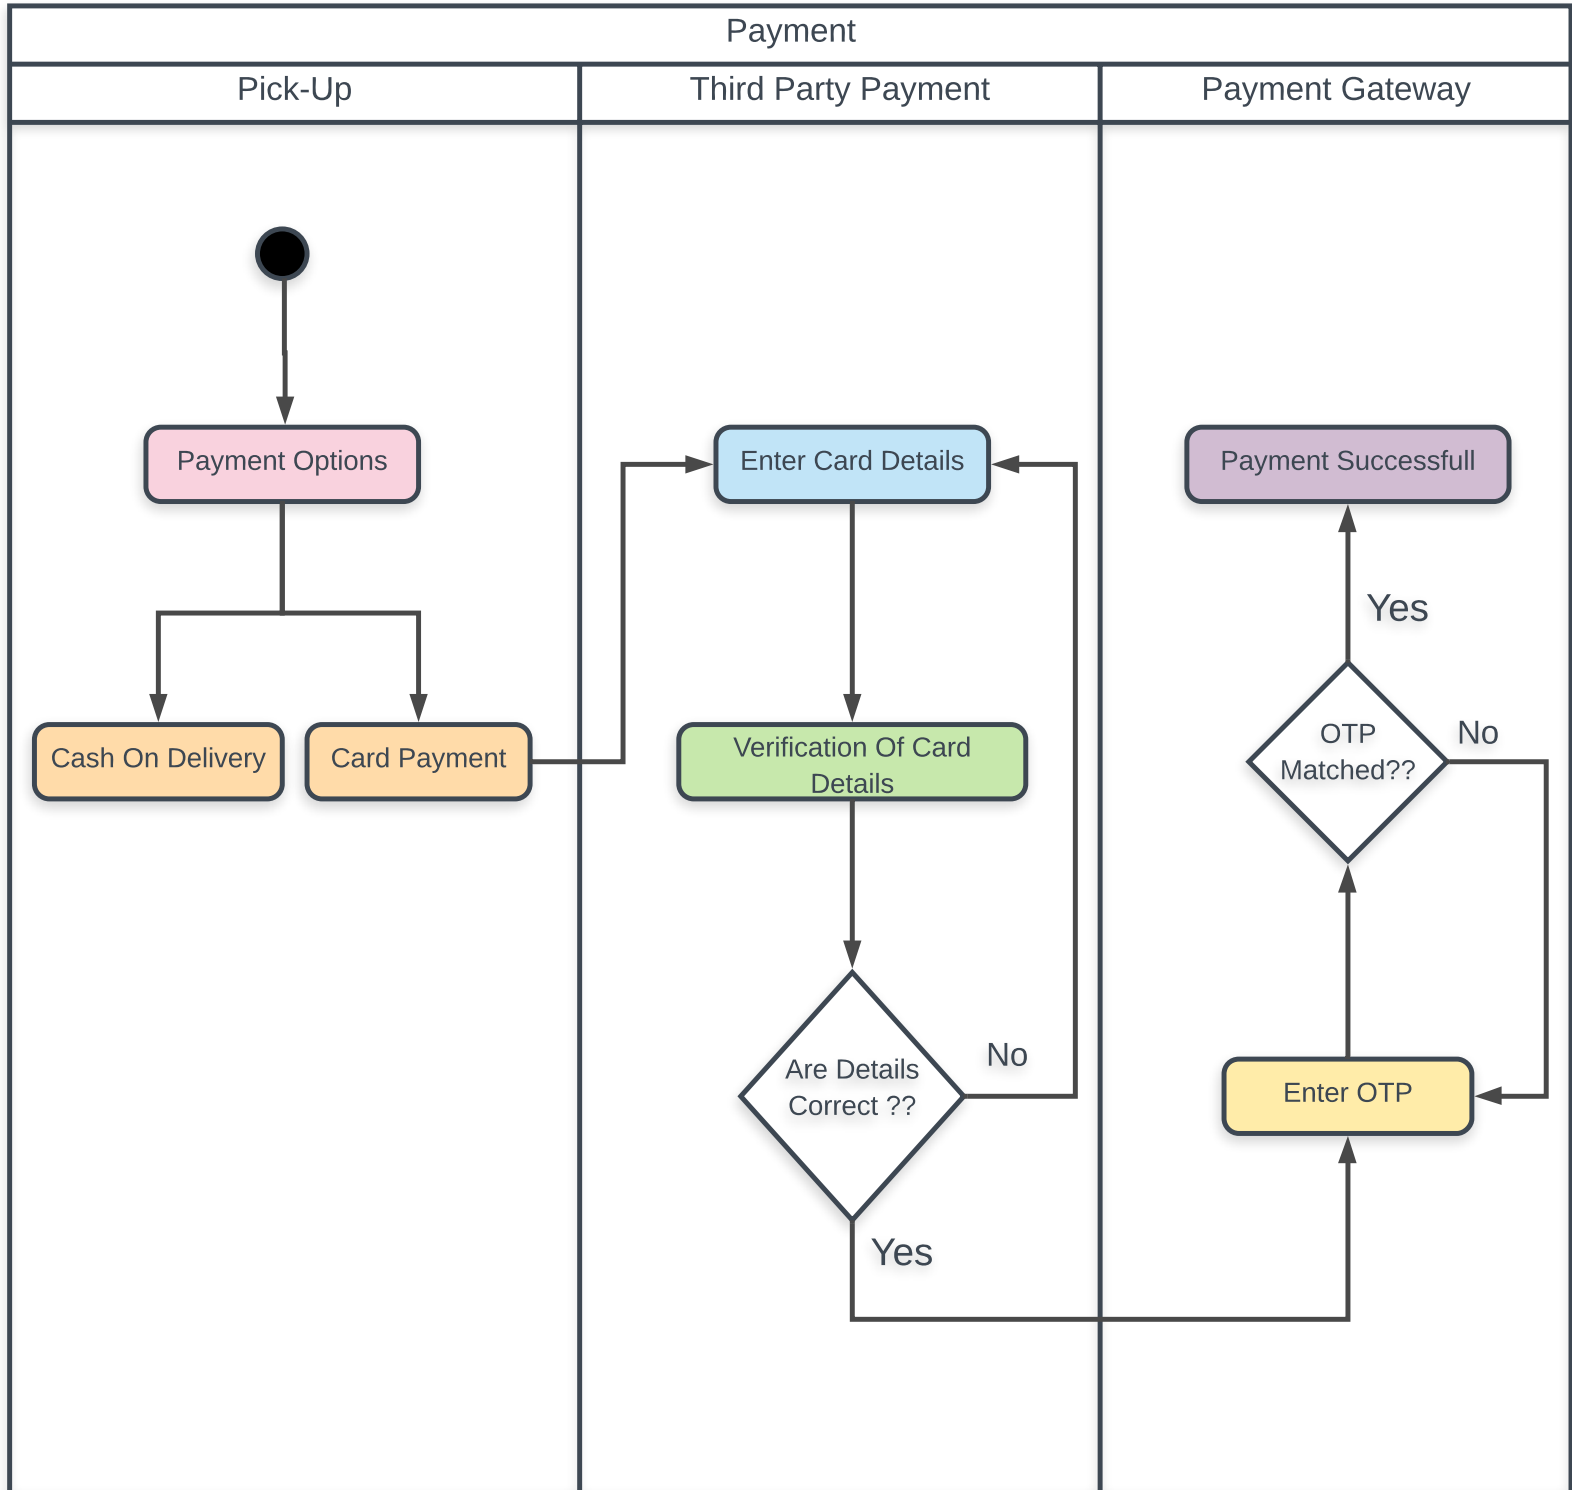 Payment
Pick-Up
Third Party Payment
Payment Gateway
Payment Options
Enter Card Details
Payment Successfull
Yes
Cash On Delivery
Card Payment
Verification Of Card
Details
OTP
Matched??
No
Are Details
Correct ??
No
Enter OTP
Yes